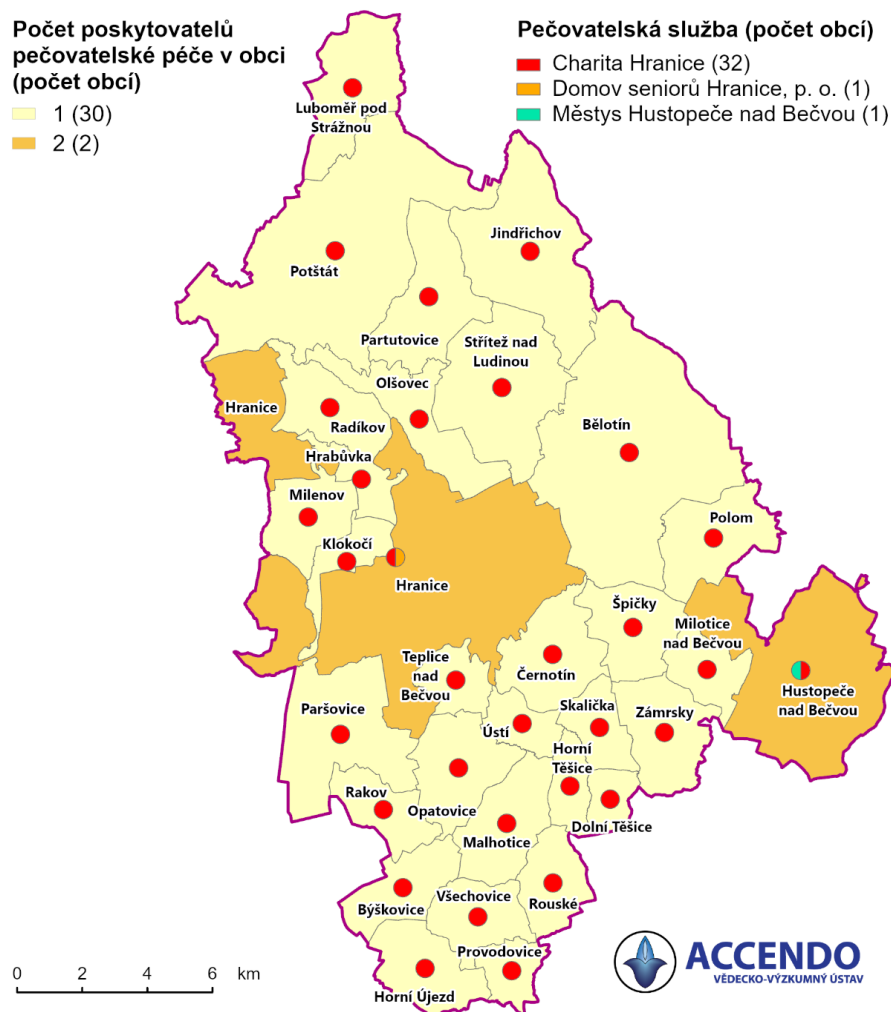 Počet poskytovatelů
pečovatelské péče v obci
(počet obcí)
1 (30)
2 (2)
Pečovatelská služba (počet obcí)
Charita Hranice (32)
Domov seniorů Hranice, p. o. (1)
Městys Hustopeče nad Bečvou (1)
Luboměř pod
Strážnou
Jindřichov
Potštát
Partutovice
Střítež nad
Ludinou
Olšovec
Hranice
Radíkov
Bělotín
Hrabůvka
Milenov
Polom
Klokočí
Hranice
Špičky
Milotice
nad Bečvou
Teplice
nad
Bečvou
Černotín
Hustopeče
nad Bečvou
Paršovice
Skalička
Zámrsky
Ústí
Horní
Těšice
Rakov
Opatovice
Dolní Těšice
Malhotice
Býškovice
Všechovice
Rouské
Provodovice
Horní Újezd
0 2 4 6 km
ACCENDO
VĚDECKO-VÝZKUMNÝ ÚSTAV